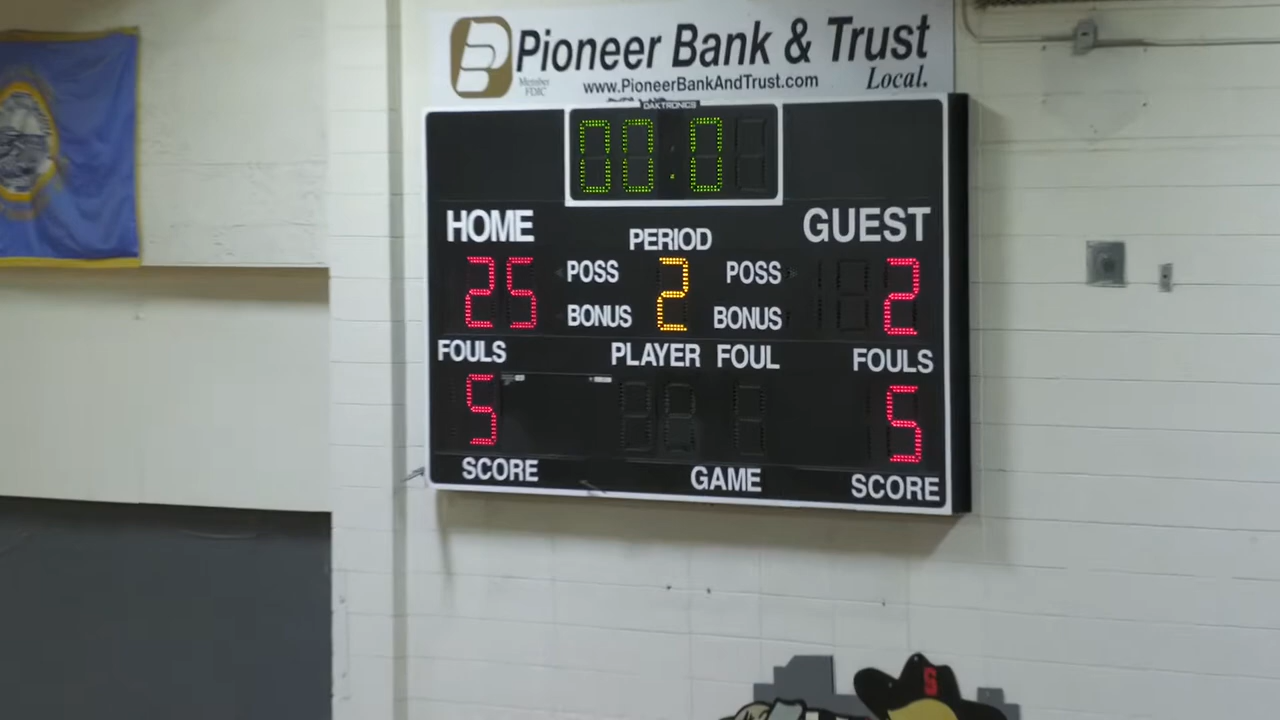 Pioneer Bank & Trust
Member
FDIC
www.PioneerBankAndTrust.com
Local.
DAKTRONICS
00:0
HOME
PERIOD
GUEST
25
POSS
2
POSS
2
BONUS
BONUS
FOULS
PLAYER FOUL
FOULS
5
5
SCORE
GAME
SCORE
S